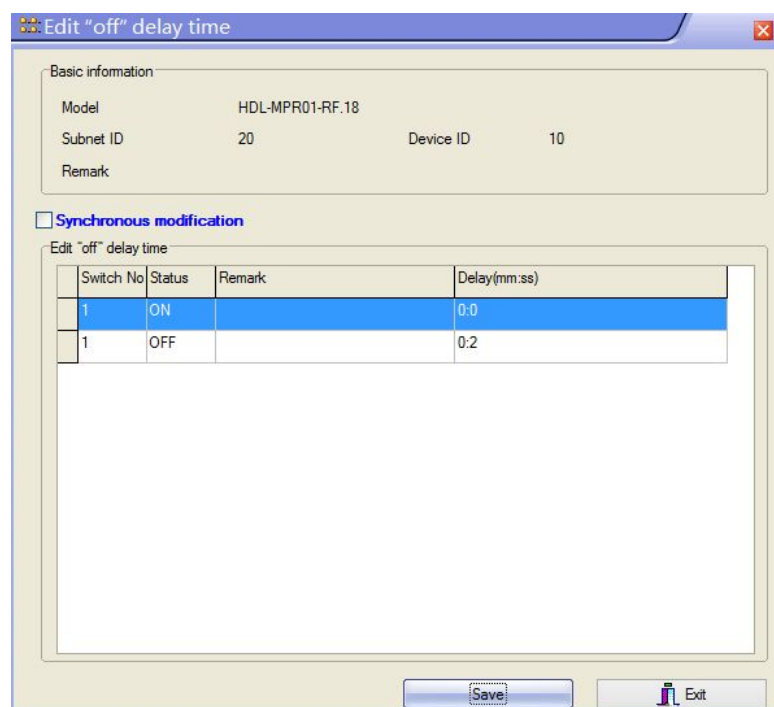 Edit “off” delay time
Basic information
Model HDL-MPR01-RF.18
Subnet ID 20 Device ID 10
Remark
Synchronous modification
Edit "off" delay time
Switch No Status Remark Delay(mm:ss)
1 ON 0:0
1 OFF 0:2
Save Exit